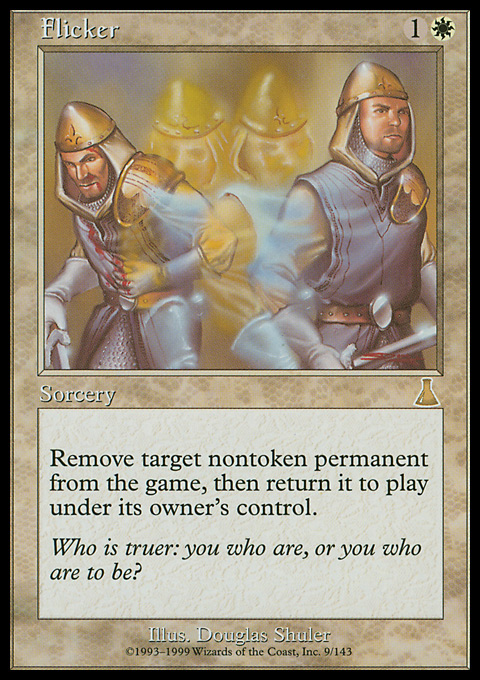 Flicker 1
Sorcery
Remove target nontoken permanent
from the game, then return it to play
under its owner's control.
Who is truer: you who are, or you who
are to be?
Illus. Douglas Shuler
©1993–1999 Wizards of the Coast, Inc. 9/143